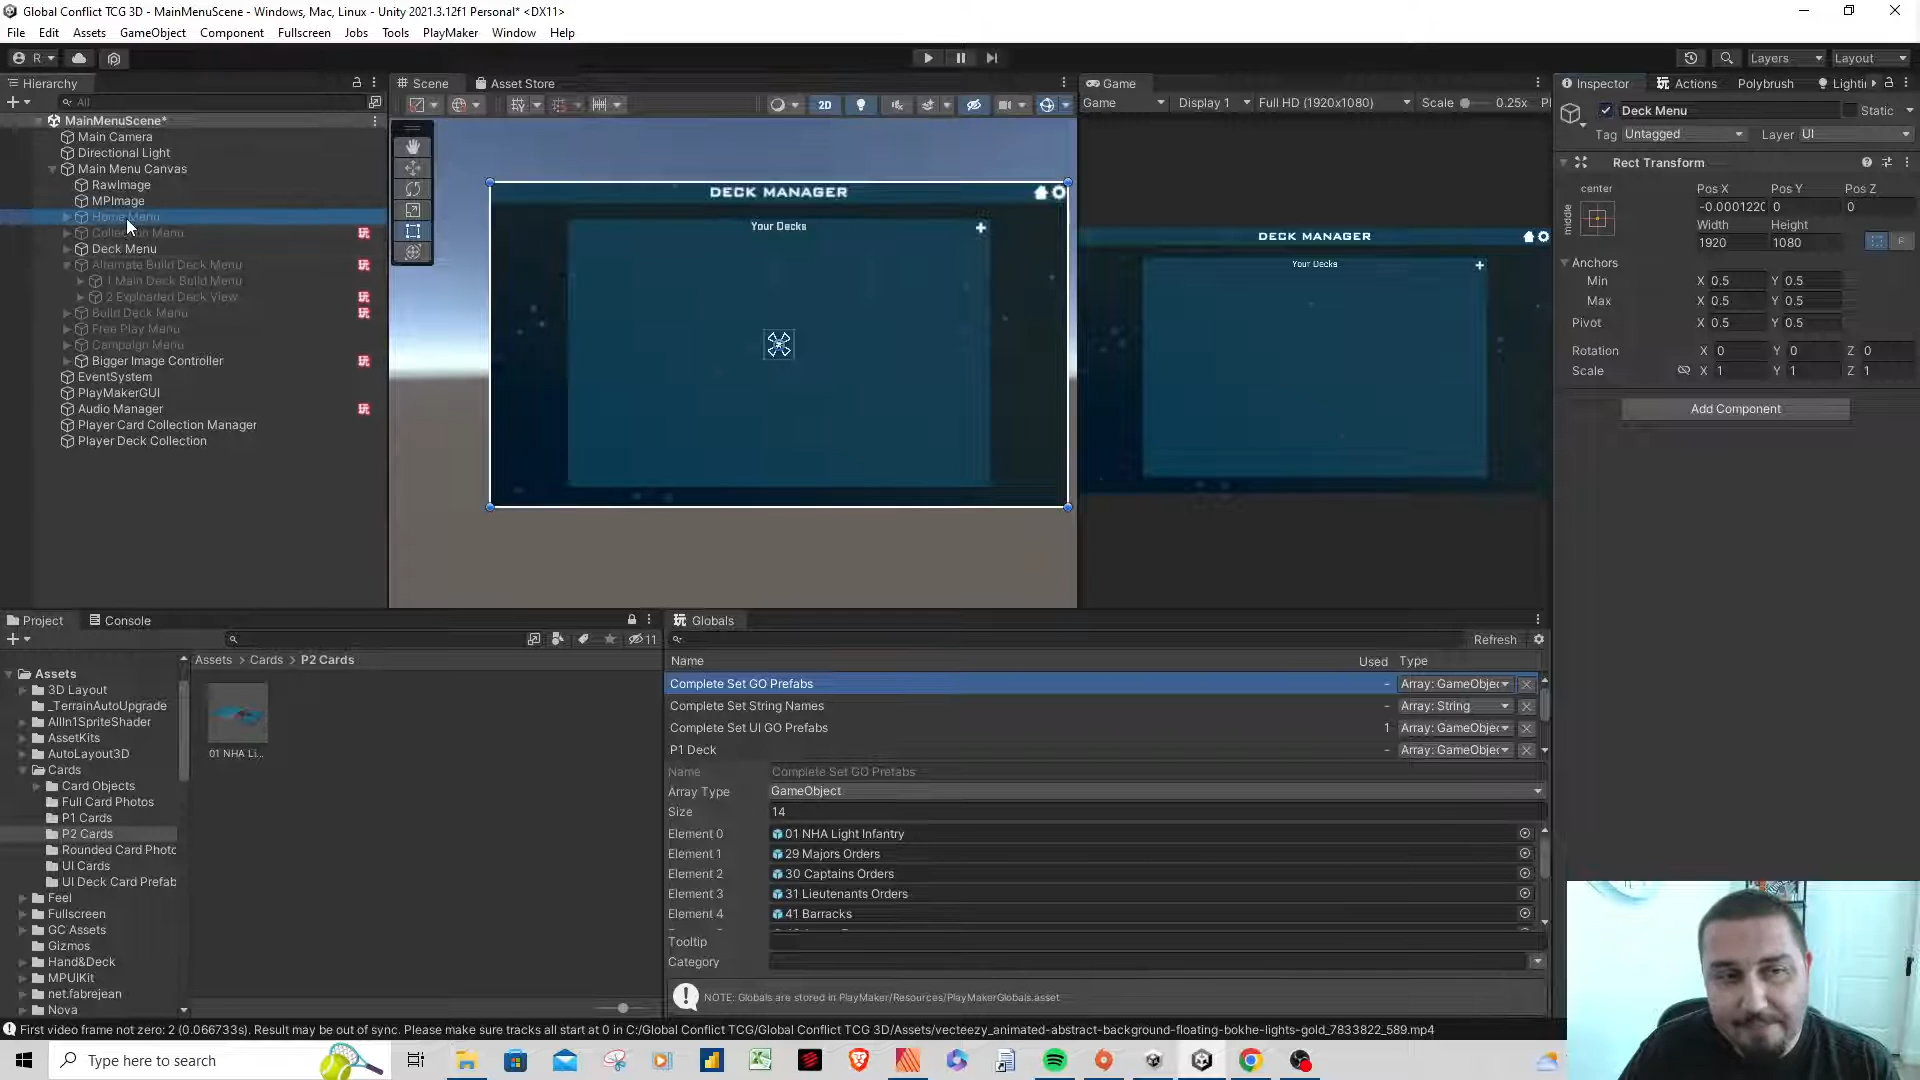 Global Conflict TCG 3D - MainMenuScene - Windows, Mac, Linux - Unity 2021.3.12f1 Personal* <DX11>
File Edit Assets GameObject Component Fullscreen Jobs Tools PlayMaker Window Help
R Layers Layout
Hierarchy Scene Asset Store Game Inspector Actions Polybrush Lighti
All 2D Game Display 1 Full HD (1920x1080) Scale 0.25x Pl
MainMenuScene*
Main Camera
Directional Light
Main Menu Canvas
RawImage
MPImage
Home Menu
Collection Menu
Deck Menu
Alternate Build Deck Menu
1 Main Deck Build Menu
2 Exploaded Deck View
Build Deck Menu
Free Play Menu
Campaign Menu
Bigger Image Controller
EventSystem
PlayMakerGUI
Audio Manager
Player Card Collection Manager
Player Deck Collection
DECK MANAGER
Your Decks
DECK MANAGER
Your Decks
Deck Menu Static
Tag Untagged Layer UI
Rect Transform
center
middle
Pos X Pos Y Pos Z
-0.000122( 0 0
Width Height
1920 1080 R
Anchors
Min X 0.5 Y 0.5
Max X 0.5 Y 0.5
Pivot X 0.5 Y 0.5
Rotation X 0 Y 0 Z 0
Scale X 1 Y 1 Z 1
Add Component
Project Console
11
Assets > Cards > P2 Cards
Assets
3D Layout
_TerrainAutoUpgrade
AllIn1SpriteShader
AssetKits
AutoLayout3D
Cards
Card Objects
Full Card Photos
P1 Cards
P2 Cards
Rounded Card Photo
UI Cards
UI Deck Card Prefab
Feel
Fullscreen
GC Assets
Gizmos
Hand&Deck
MPUIKit
net.fabrejean
Nova
01 NHA Li...
Globals
Refresh
Name Used Type
Complete Set GO Prefabs - Array: GameObjec
Complete Set String Names - Array: String
Complete Set UI GO Prefabs 1 Array: GameObjec
P1 Deck - Array: GameObjec
Name Complete Set GO Prefabs
Array Type GameObject
Size 14
Element 0 01 NHA Light Infantry
Element 1 29 Majors Orders
Element 2 30 Captains Orders
Element 3 31 Lieutenants Orders
Element 4 41 Barracks
Tooltip
Category
NOTE: Globals are stored in PlayMaker/Resources/PlayMakerGlobals.asset
First video frame not zero: 2 (0.066733s). Result may be out of sync. Please make sure tracks all start at 0 in C:/Global Conflict TCG/Global Conflict TCG 3D/Assets/vecteezy_animated-abstract-background-floating-bokhe-lights-gold_7833822_589.mp4
Type here to search